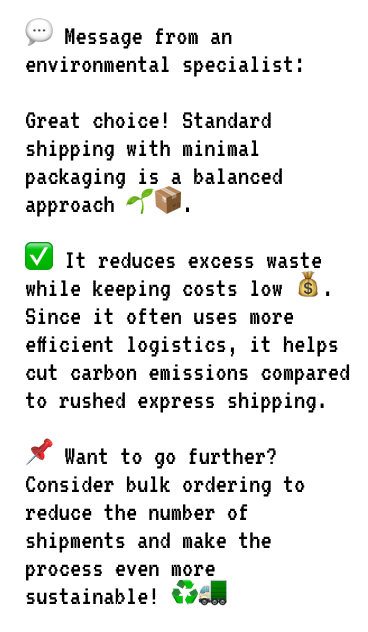 💬 Message from an
environmental specialist:
Great choice! Standard
shipping with minimal
packaging is a balanced
approach 🌱📦.
✅ It reduces excess waste
while keeping costs low 💰.
Since it often uses more
efficient logistics, it helps
cut carbon emissions compared
to rushed express shipping.
📌 Want to go further?
Consider bulk ordering to
reduce the number of
shipments and make the
process even more
sustainable! ♻️🚛